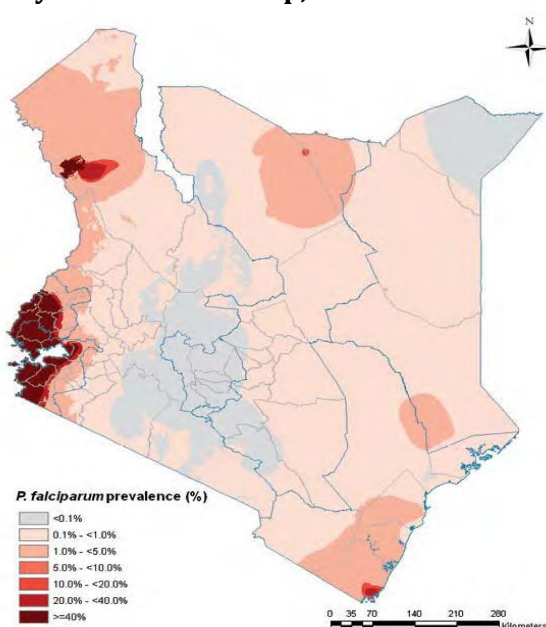 N
P. falciparum prevalence (%)
<0.1%
0.1% - <1.0%
1.0% - <5.0%
5.0% - <10.0%
10.0% - <20.0%
20.0% - <40.0%
>=40%
0 35 70 140 210 280
Kilometers